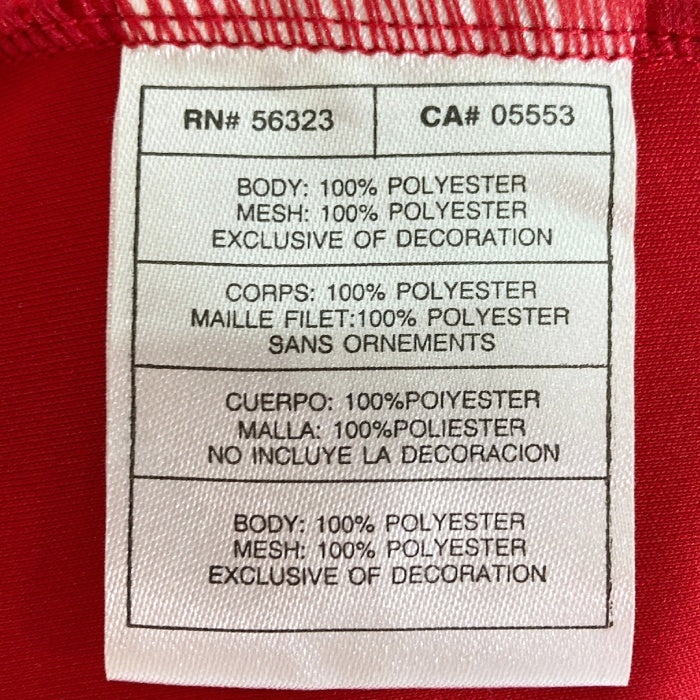 RN# 56323 CA# 05553
BODY: 100% POLYESTER
MESH: 100% POLYESTER
EXCLUSIVE OF DECORATION
CORPS: 100% POLYESTER
MAILLE FILET:100% POLYESTER
SANS ORNEMENTS
CUERPO: 100%POIYESTER
MALLA: 100%POLIESTER
NO INCLUYE LA DECORACION
BODY: 100% POLYESTER
MESH: 100% POLYESTER
EXCLUSIVE OF DECORATION